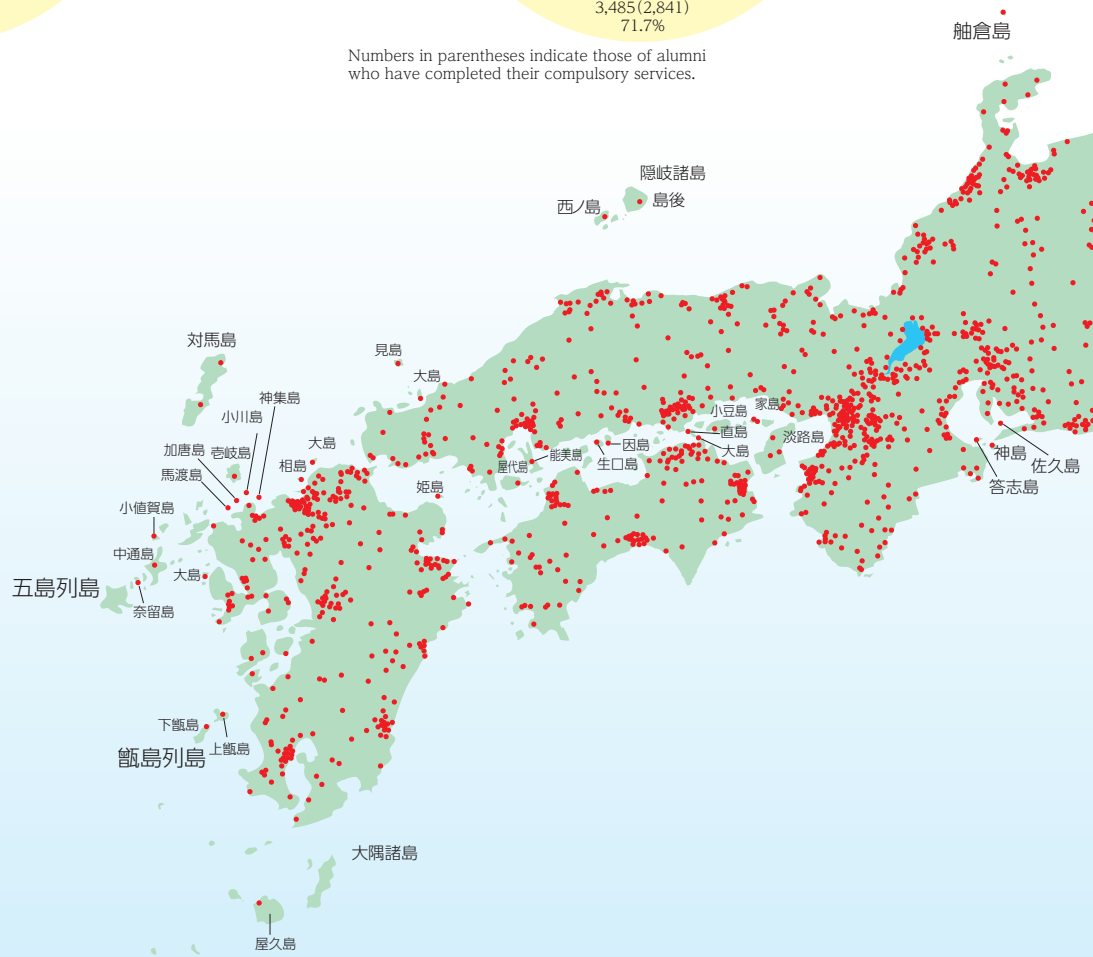 3,485(2,841)
71.7%
Numbers in parentheses indicate those of alumni
who have completed their compulsory services.
舳倉島
隠岐諸島
西ノ島
島後
対馬島
見島
大島
神集島
小川島
加唐島
壱岐島
馬渡島
大島
相島
小値賀島
中通島
五島列島
大島
奈留島
姫島
屋代島
能美島
因島
生口島
小豆島
家島
直島
大島
淡路島
神島
佐久島
答志島
下甑島
上甑島
甑島列島
大隅諸島
屋久島